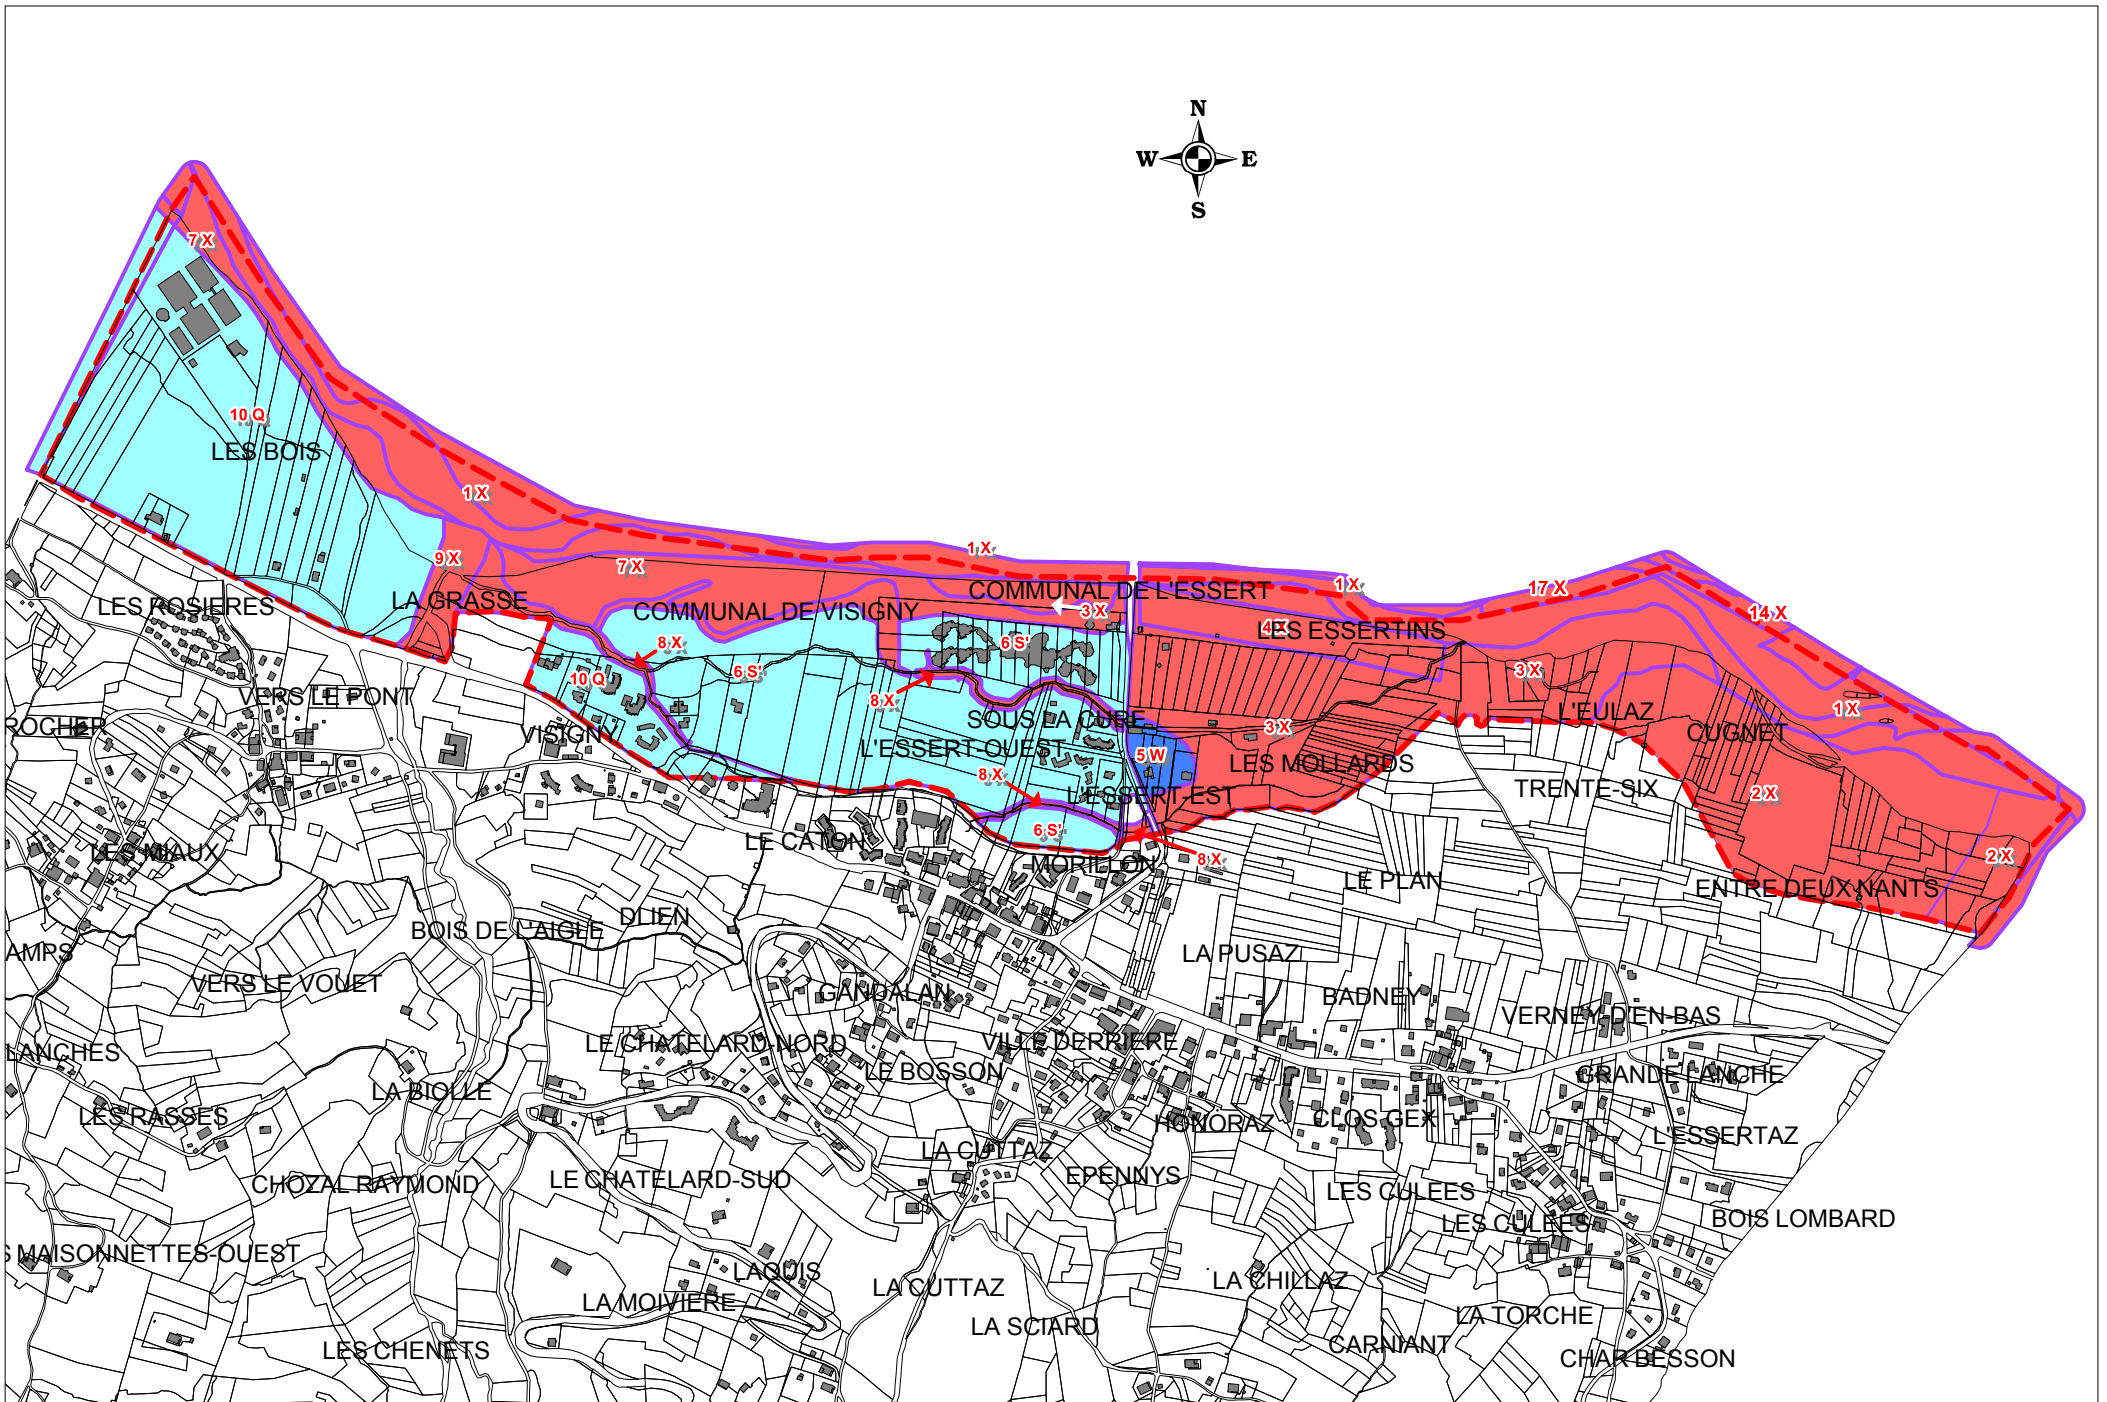 N
W E
S
7 X
10 Q
LES BOIS
1 X
1 X
9 X
7 X
1 X
17 X
14 X
LES ROSIERES
LA GRASSE
COMMUNAL DE VISIGNY
COMMUNAL DE L'ESSERT
3 X
4 X
LES ESSERTINS
8 X
6 S'
6 S'
3 X
10 Q
8 X
VERS LE PONT
ROCHER
VISIGNY
SOUS LA CURE
L'ESSERT-OUEST
3 X
L'EULAZ
1 X
CUGNET
5 W
LES MOLLARDS
8 X
L'ESSERT-EST
TRENTE-SIX
2 X
6 S'
LES MIAUX
LE CATON
MORILLON
8 X
2 X
LE PLAN
ENTRE DEUX NANTS
BOIS DE L'AIGLE
DLIEN
AMPS
VERS LE VOUET
LA PUSAZ
GANDALAN
BADNEY
VERNEY-D'EN-BAS
LANCHES
LE CHATELARD-NORD
VILLE DERRIERE
LE BOSSON
GRANDE LANCHE
LA BIOLLE
LES RASSES
HONORAZ
CLOS GEX
L'ESSERTAZ
LA CUTTAZ
CHOZAL RAYMOND
LE CHATELARD-SUD
EPENNYS
LES CULEES
LES CULEES
BOIS LOMBARD
S MAISONNETTES-OUEST
LAQUIS
LA CUTTAZ
LA CHILLAZ
LA MOIVIERE
LA SCIARD
LA TORCHE
LES CHENETS
CARNIANT
CHAR BESSON